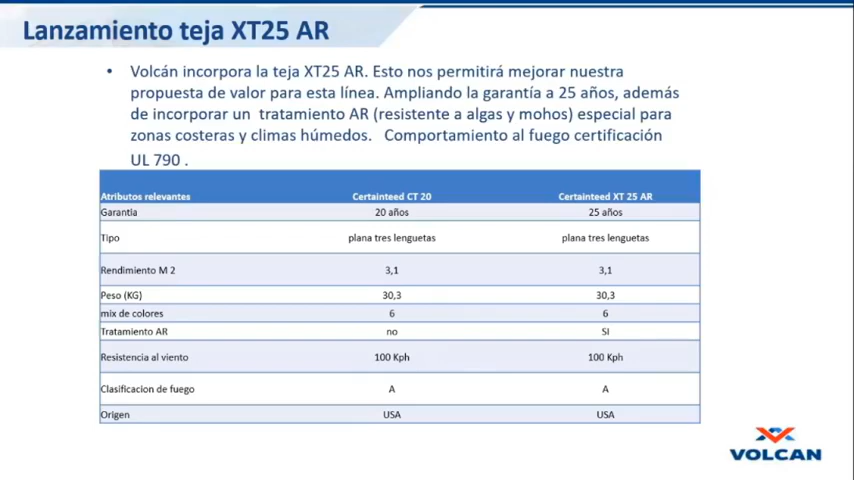 Lanzamiento teja XT25 AR
• Volcán incorpora la teja XT25 AR. Esto nos permitirá mejorar nuestra
propuesta de valor para esta línea. Ampliando la garantía a 25 años, además
de incorporar un tratamiento AR (resistente a algas y mohos) especial para
zonas costeras y climas húmedos. Comportamiento al fuego certificación
UL 790 .
Atributos relevantes Certainteed CT 20 Certainteed XT 25 AR
Garantia 20 años 25 años
Tipo plana tres lenguetas plana tres lenguetas
Rendimiento M 2 3,1 3,1
Peso (KG) 30,3 30,3
mix de colores 6 6
Tratamiento AR no SI
Resistencia al viento 100 Kph 100 Kph
Clasificacion de fuego A A
Origen USA USA
VOLCAN